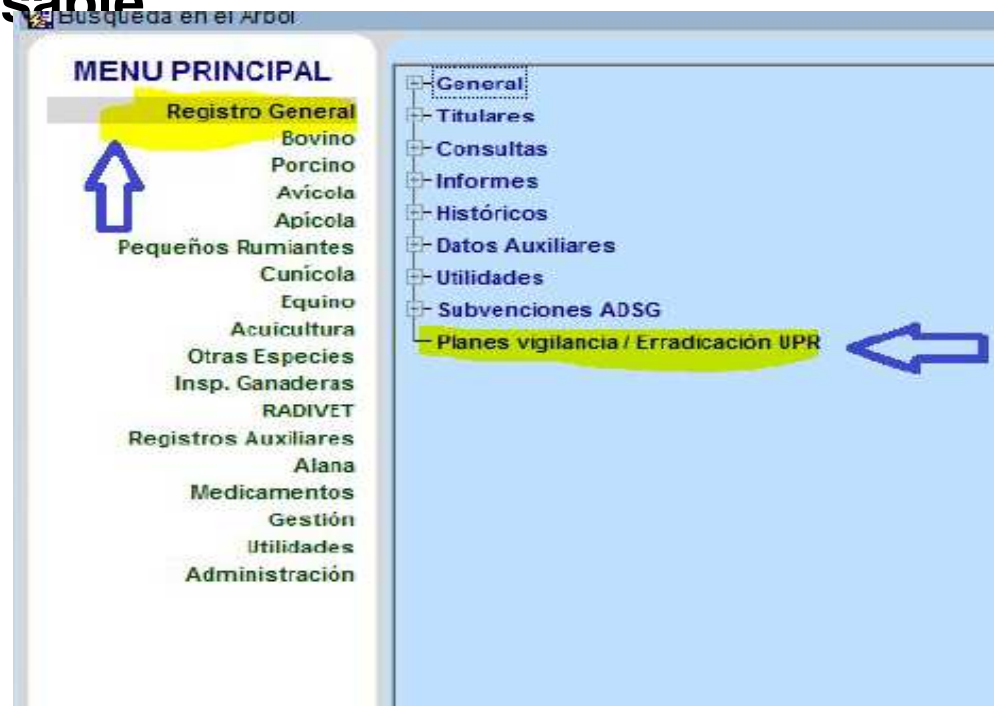 Búsqueda en el Árbol
MENU PRINCIPAL
Registro General
Bovino
Porcino
Avícola
Apícola
Pequeños Rumiantes
Cunícola
Equino
Acuicultura
Otras Especies
Insp. Ganaderas
RADIVET
Registros Auxiliares
Alana
Medicamentos
Gestión
Utilidades
Administración
General
Titulares
Consultas
Informes
Históricos
Datos Auxiliares
Utilidades
Subvenciones ADSG
Planes vigilancia / Erradicación UPR